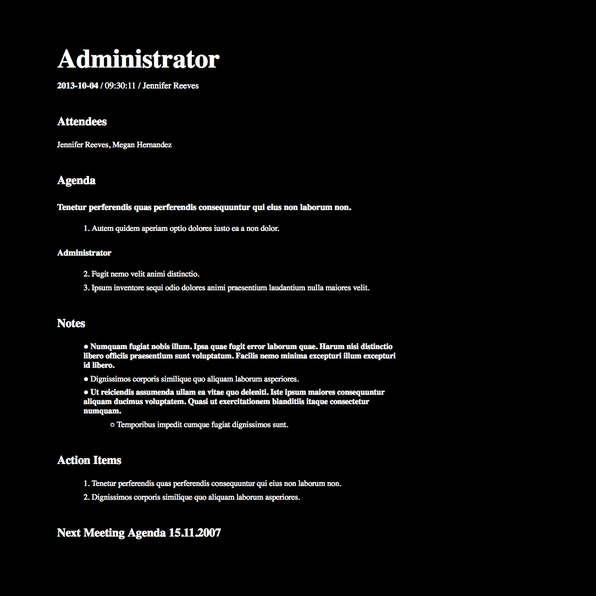 Administrator
2013-10-04 / 09:30:11 / Jennifer Reeves
Attendees
Jennifer Reeves, Megan Hernandez
Agenda
Tenetur perferendis quas perferendis consequuntur qui eius non laborum non.
1. Autem quidem aperiam optio dolores iusto ea a non dolor.
Administrator
2. Fugit nemo velit animi distinctio.
3. Ipsum inventore sequi odio dolores animi praesentium laudantium nulla maiores velit.
Notes
● Numquam fugiat nobis illum. Ipsa quae fugit error laborum quae. Harum nisi distinctio
libero officiis praesentium sunt voluptatum. Facilis nemo minima excepturi illum excepturi
id libero.
● Dignissimos corporis similique quo aliquam laborum asperiores.
● Ut reiciendis assumenda ullam ea vitae quo deleniti. Iste ipsum maiores consequuntur
aliquam ducimus voluptatem. Quasi ut exercitationem blanditiis itaque consectetur
numquam.
○ Temporibus impedit cumque fugiat dignissimos sunt.
Action Items
1. Tenetur perferendis quas perferendis consequuntur qui eius non laborum non.
2. Dignissimos corporis similique quo aliquam laborum asperiores.
Next Meeting Agenda 15.11.2007